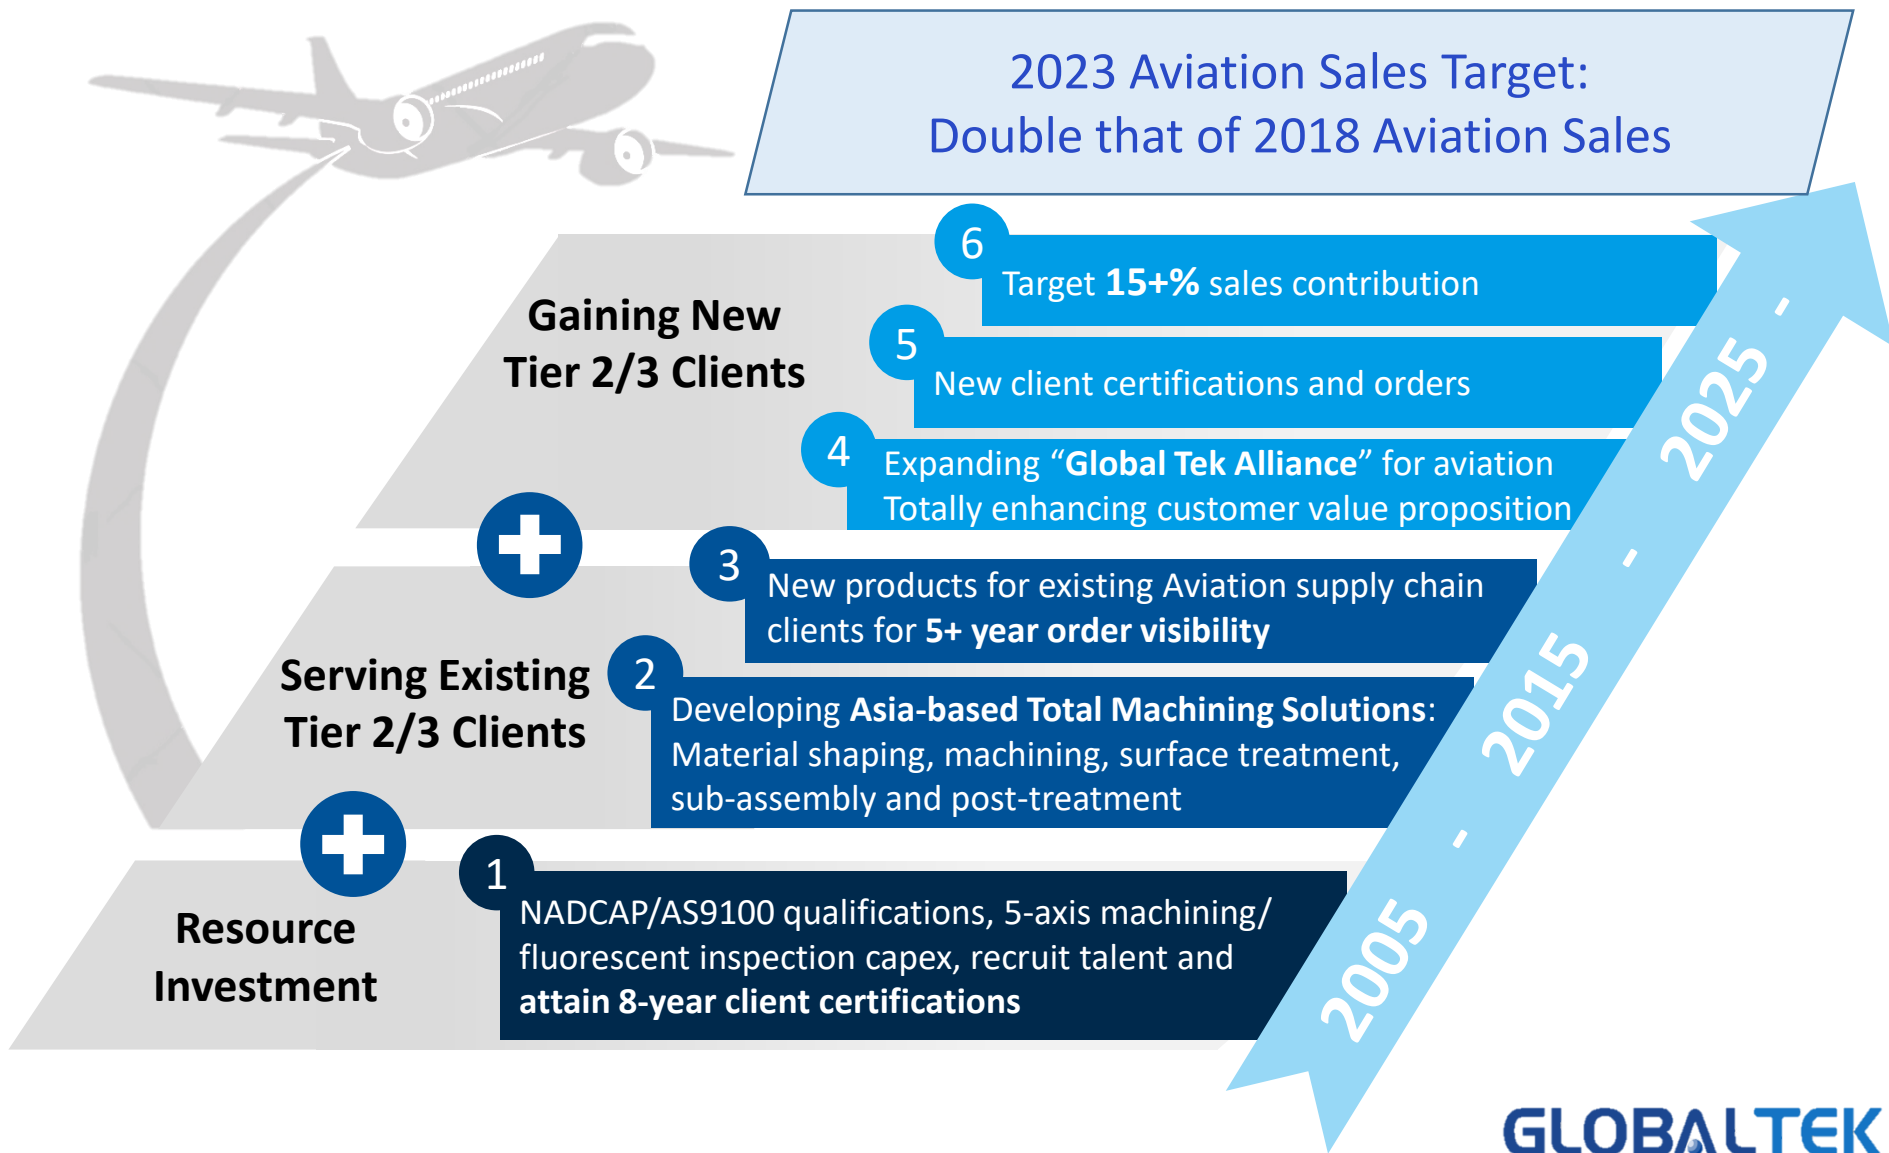 2023 Aviation Sales Target:
Double that of 2018 Aviation Sales
Gaining New
Tier 2/3 Clients
6
Target 15+% sales contribution
5
New client certifications and orders
4
Expanding “Global Tek Alliance” for aviation
Totally enhancing customer value proposition
Serving Existing
Tier 2/3 Clients
3
New products for existing Aviation supply chain
clients for 5+ year order visibility
2
Developing Asia-based Total Machining Solutions:
Material shaping, machining, surface treatment,
sub-assembly and post-treatment
Resource
Investment
1
NADCAP/AS9100 qualifications, 5-axis machining/
fluorescent inspection capex, recruit talent and
attain 8-year client certifications
2005 - 2015 - 2025 -
GLOBALTEK